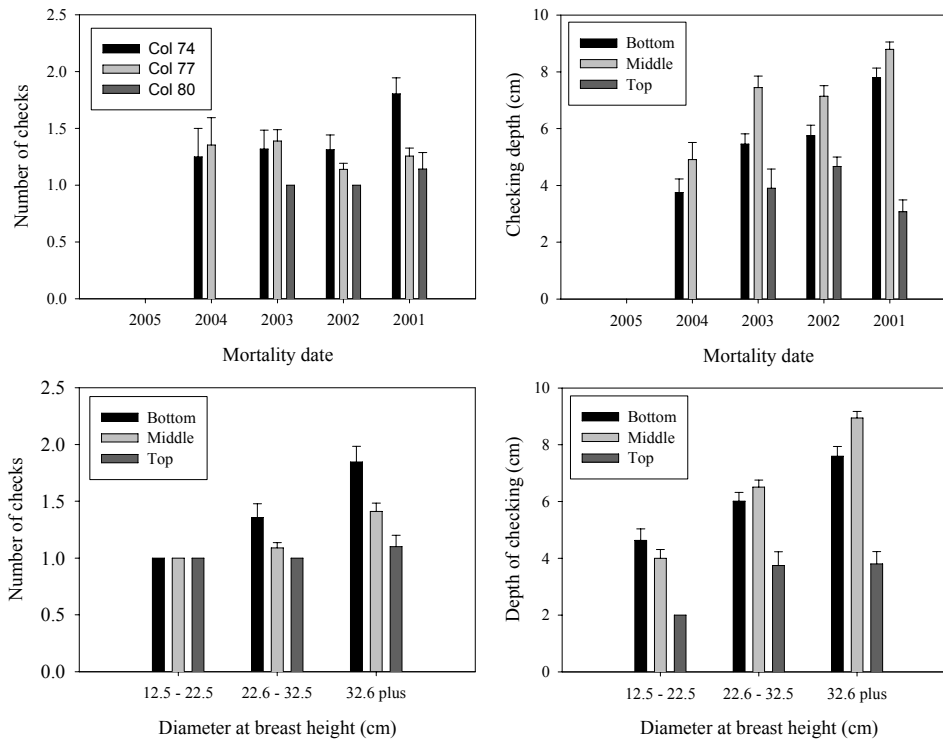 Number of checks
2.5
2.0
1.5
1.0
0.5
0.0
Col 74
Col 77
Col 80
2005 2004 2003 2002 2001
Mortality date
Checking depth (cm)
10
8
6
4
2
0
Bottom
Middle
Top
2005 2004 2003 2002 2001
Mortality date
Number of checks
2.5
2.0
1.5
1.0
0.5
0.0
Bottom
Middle
Top
12.5 - 22.5 22.6 - 32.5 32.6 plus
Diameter at breast height (cm)
Depth of checking (cm)
10
8
6
4
2
0
Bottom
Middle
Top
12.5 - 22.5 22.6 - 32.5 32.6 plus
Diameter at breast height (cm)